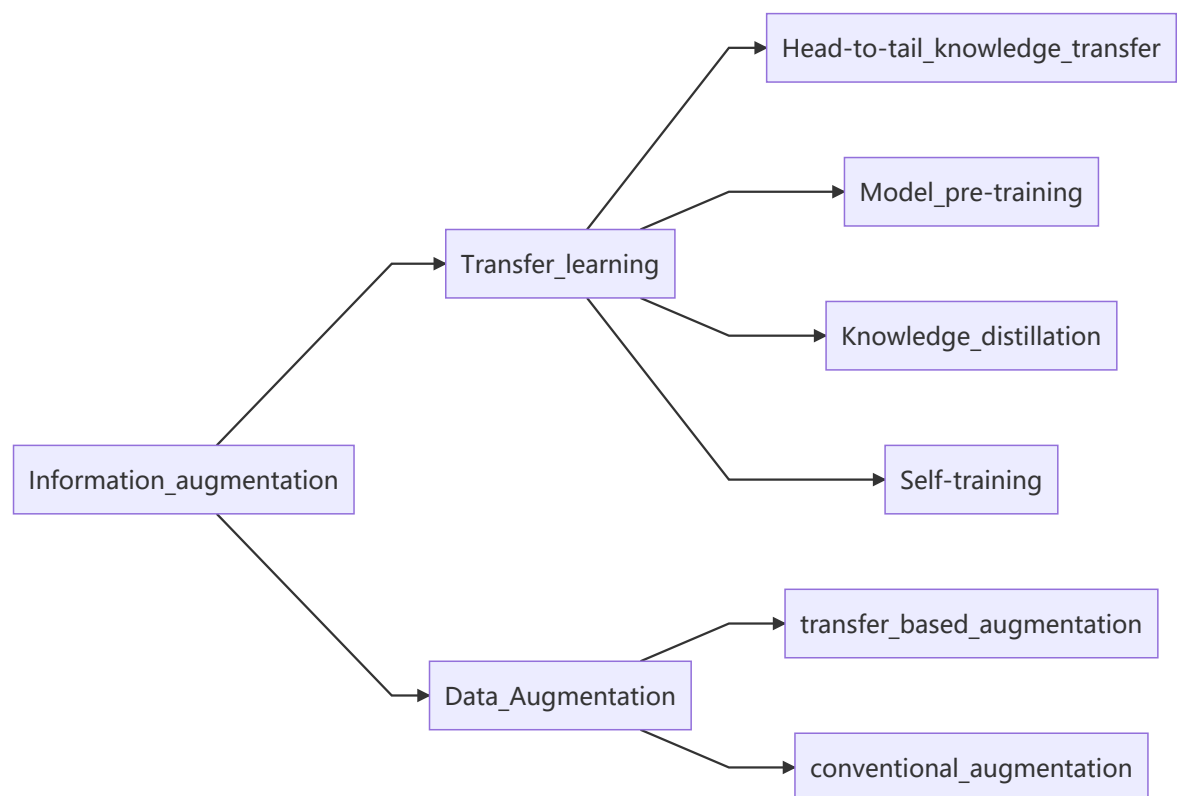 Head-to-tail_knowledge_transfer
Model_pre-training
Transfer_learning
Knowledge_distillation
Information_augmentation
Self-training
transfer_based_augmentation
Data_Augmentation
conventional_augmentation